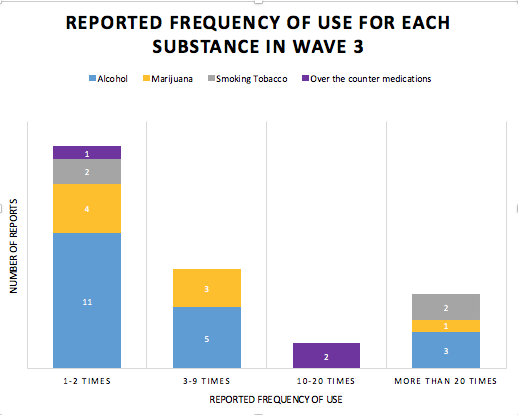 REPORTED FREQUENCY OF USE FOR EACH
SUBSTANCE IN WAVE 3
Alcohol Marijuana Smoking Tobacco Over the counter medications
NUMBER OF REPORTS
1
2
4
11
3
5
2
2
1
3
1-2 TIMES 3-9 TIMES 10-20 TIMES MORE THAN 20 TIMES
REPORTED FREQUENCY OF USE